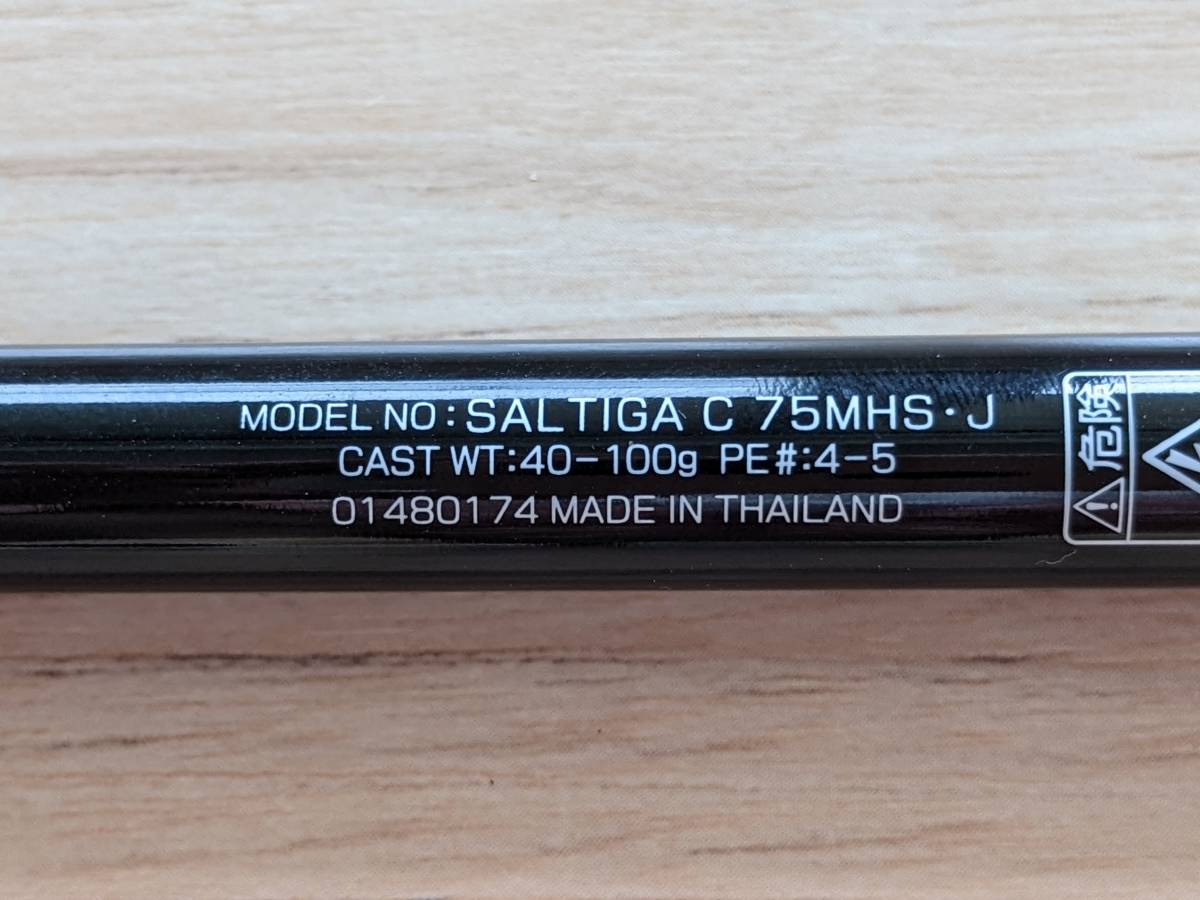 MODEL NO:SALTIGA C 75MHS・J
CAST WT:40-100g PE#:4-5
01480174 MADE IN THAILAND
危険